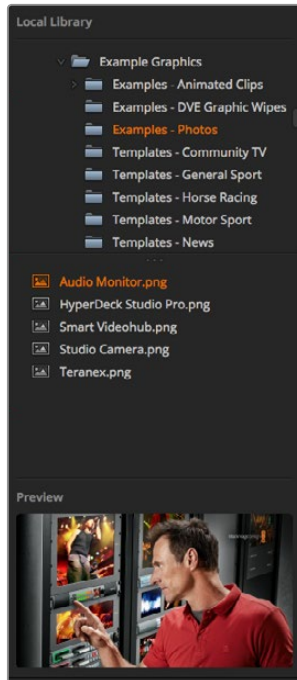 Local Library
Example Graphics
Examples - Animated Clips
Examples - DVE Graphic Wipes
Examples - Photos
Templates - Community TV
Templates - General Sport
Templates - Horse Racing
Templates - Motor Sport
Templates - News
Audio Monitor.png
HyperDeck Studio Pro.png
Smart Videohub.png
Studio Camera.png
Teranex.png
Preview